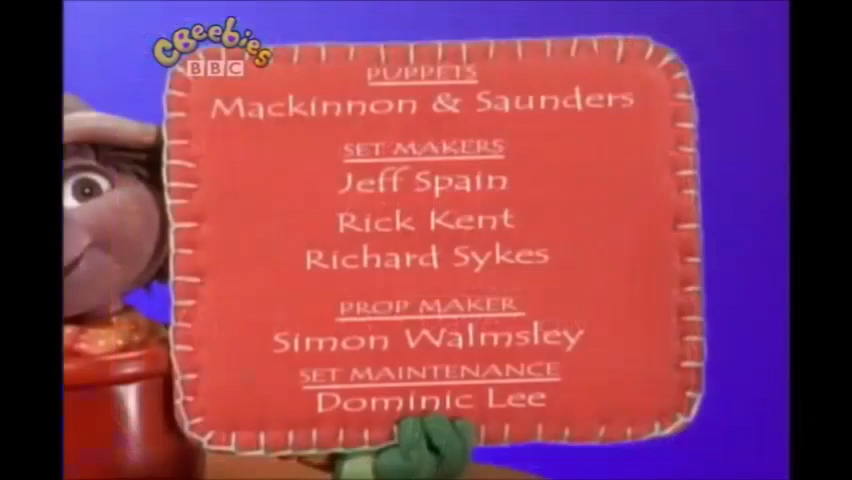 CBeebies
BBC
PUPPETS
Mackinnon & Saunders
SET MAKERS
Jeff Spain
Rick Kent
Richard Sykes
PROP MAKER
Simon Walmsley
SET MAINTENANCE
Dominic Lee